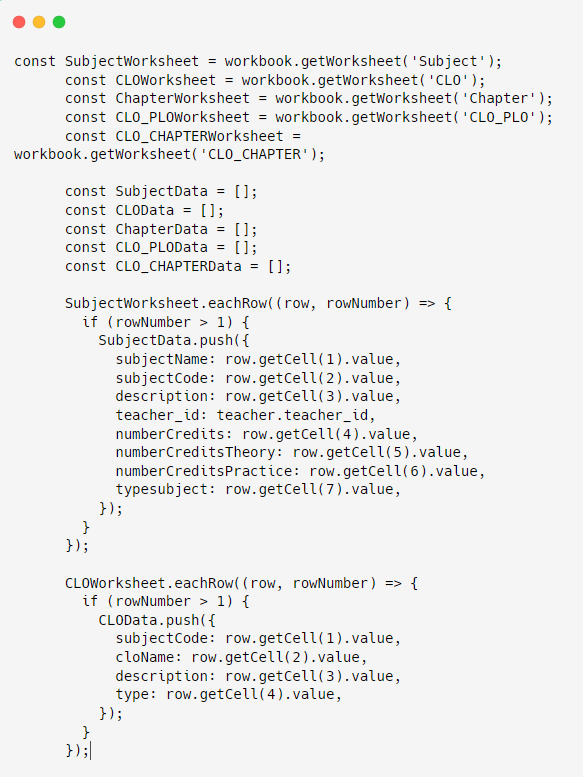 const SubjectWorksheet = workbook.getWorksheet('Subject');
      const CLOWorksheet = workbook.getWorksheet('CLO');
      const ChapterWorksheet = workbook.getWorksheet('Chapter');
      const CLO_PLOWorksheet = workbook.getWorksheet('CLO_PLO');
      const CLO_CHAPTERWorksheet =
workbook.getWorksheet('CLO_CHAPTER');

      const SubjectData = [];
      const CLOData = [];
      const ChapterData = [];
      const CLO_PLOData = [];
      const CLO_CHAPTERData = [];

      SubjectWorksheet.eachRow((row, rowNumber) => {
        if (rowNumber > 1) {
          SubjectData.push({
            subjectName: row.getCell(1).value,
            subjectCode: row.getCell(2).value,
            description: row.getCell(3).value,
            teacher_id: teacher.teacher_id,
            numberCredits: row.getCell(4).value,
            numberCreditsTheory: row.getCell(5).value,
            numberCreditsPractice: row.getCell(6).value,
            typesubject: row.getCell(7).value,
          });
        }
      });

      CLOWorksheet.eachRow((row, rowNumber) => {
        if (rowNumber > 1) {
          CLOData.push({
            subjectCode: row.getCell(1).value,
            cloName: row.getCell(2).value,
            description: row.getCell(3).value,
            type: row.getCell(4).value,
          });
        }
      });